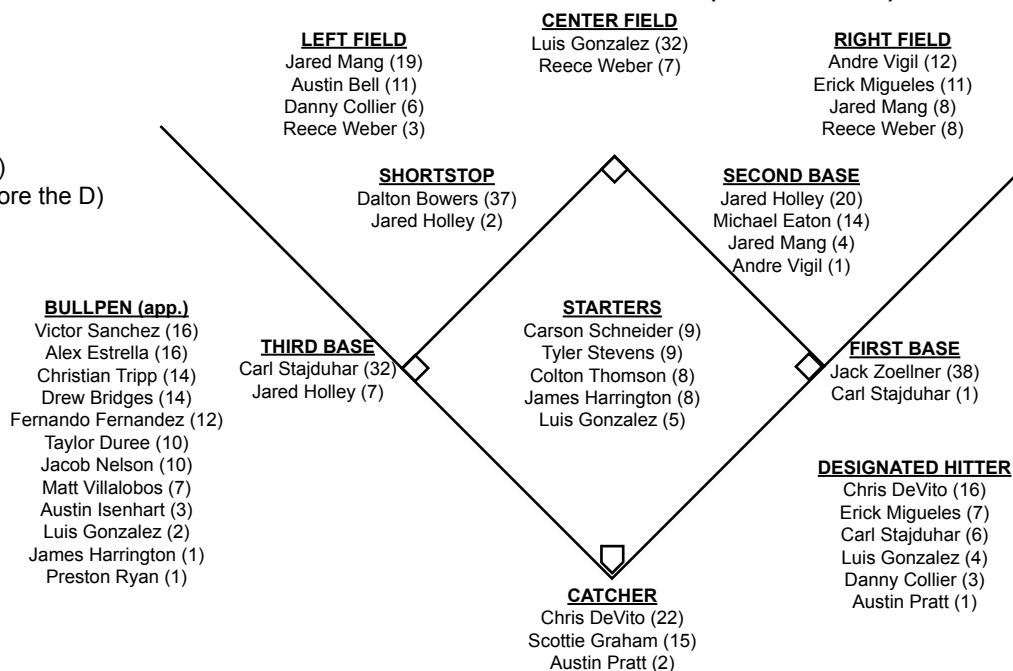 CENTER FIELD
Luis Gonzalez (32)
Reece Weber (7)
LEFT FIELD
Jared Mang (19)
Austin Bell (11)
Danny Collier (6)
Reece Weber (3)
RIGHT FIELD
Andre Vigil (12)
Erick Migueles (11)
Jared Mang (8)
Reece Weber (8)
)
ore the D)
SHORTSTOP
Dalton Bowers (37)
Jared Holley (2)
SECOND BASE
Jared Holley (20)
Michael Eaton (14)
Jared Mang (4)
Andre Vigil (1)
BULLPEN (app.)
Victor Sanchez (16)
Alex Estrella (16)
Christian Tripp (14)
Drew Bridges (14)
Fernando Fernandez (12)
Taylor Duree (10)
Jacob Nelson (10)
Matt Villalobos (7)
Austin Isenhart (3)
Luis Gonzalez (2)
James Harrington (1)
Preston Ryan (1)
THIRD BASE
Carl Stajduhar (32)
Jared Holley (7)
STARTERS
Carson Schneider (9)
Tyler Stevens (9)
Colton Thomson (8)
James Harrington (8)
Luis Gonzalez (5)
FIRST BASE
Jack Zoellner (38)
Carl Stajduhar (1)
DESIGNATED HITTER
Chris DeVito (16)
Erick Migueles (7)
Carl Stajduhar (6)
Luis Gonzalez (4)
Danny Collier (3)
Austin Pratt (1)
CATCHER
Chris DeVito (22)
Scottie Graham (15)
Austin Pratt (2)